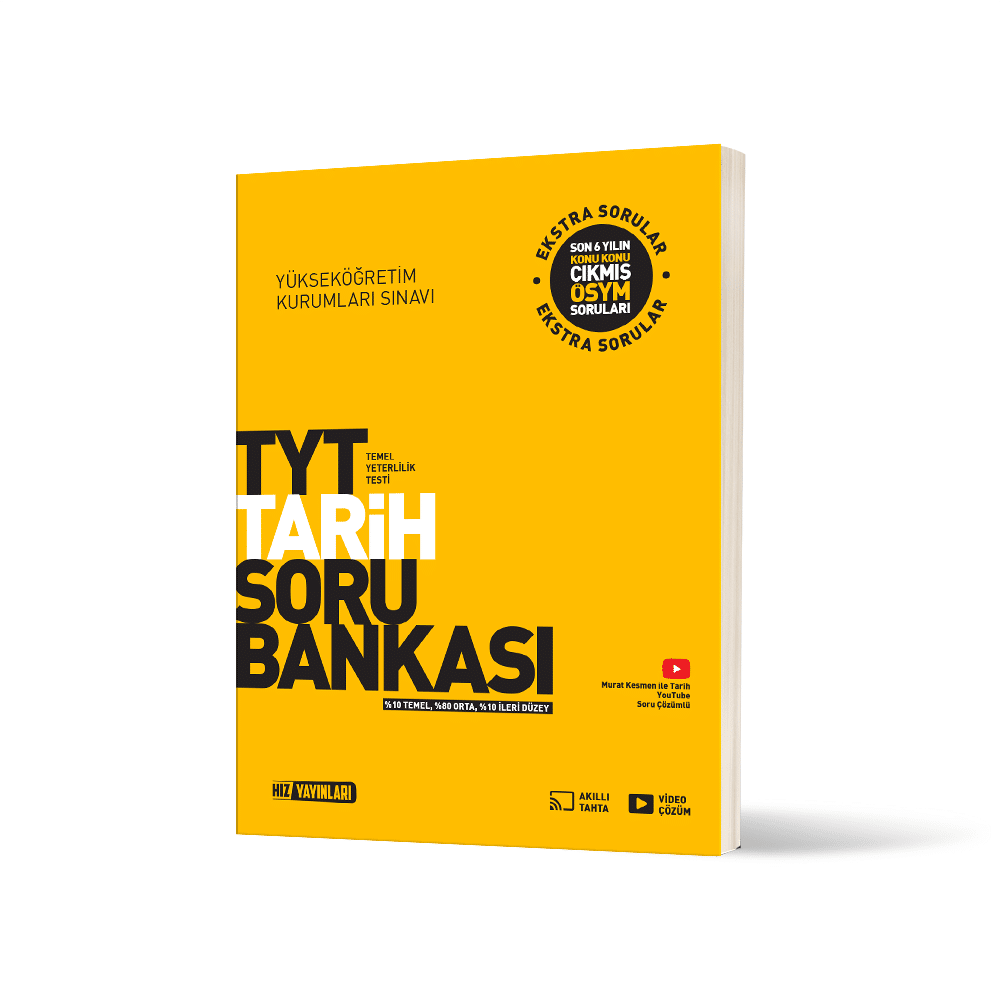 YÜKSEKÖĞRETİM
KURUMLARI SINAVI
EKSTRA SORULAR
SON 6 YILIN
KONU KONU
ÇIKMIŞ
ÖSYM
SORULARI
EKSTRA SORULAR
TYT
TEMEL
YETERLİLİK
TESTİ
TARİH
SORU
BANKASI
%10 TEMEL, %80 ORTA, %10 İLERİ DÜZEY
Murat Kesmen ile Tarih
YouTube
Soru Çözümlü
HIZ YAYINLARI
AKILLI
TAHTA
VİDEO
ÇÖZÜM